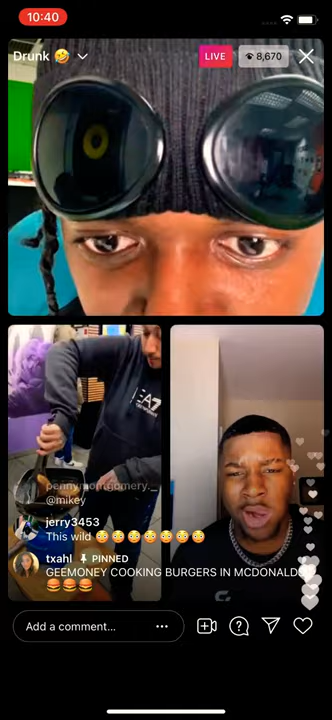 10:40
Drunk 🤣
LIVE
8,670
EA7
pennymontgomery._
@mikey
jerry3453
This wild 😳😳😳😳😳😳😳
txahl PINNED
GEEMONEY COOKING BURGERS IN MCDONALDS
🍔🍔🍔
Add a comment...